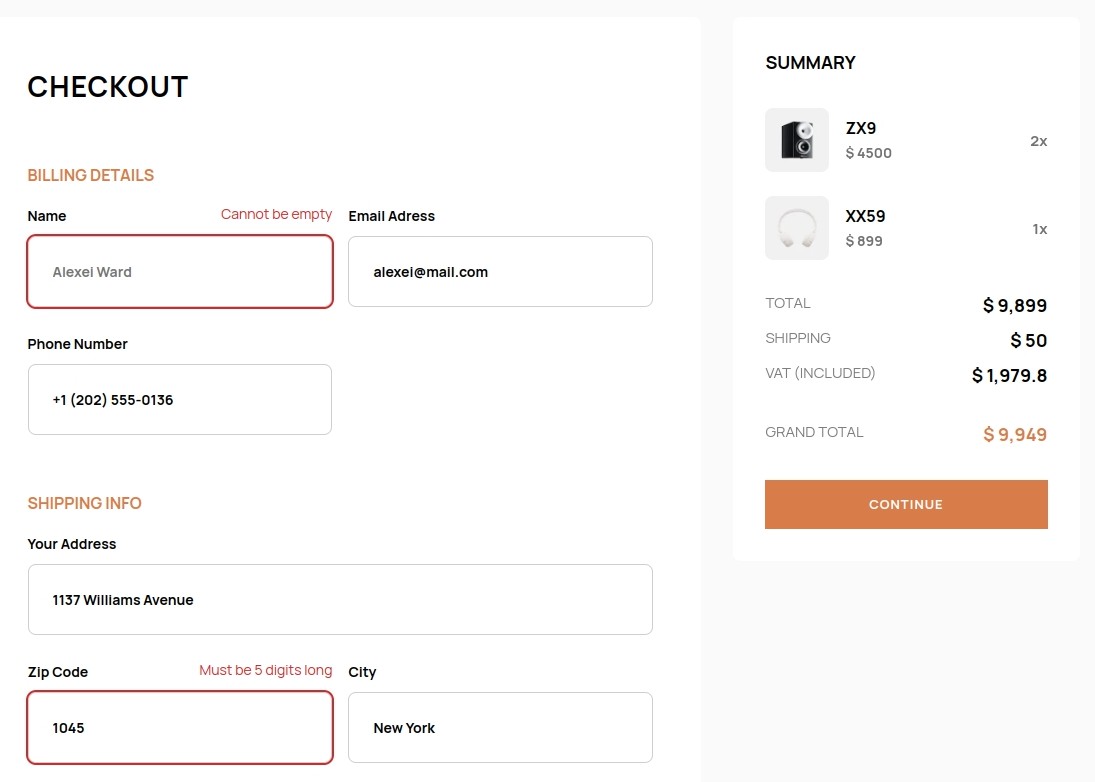 CHECKOUT
BILLING DETAILS
Name
Cannot be empty
Alexei Ward
Email Adress
alexei@mail.com
Phone Number
+1 (202) 555-0136
SHIPPING INFO
Your Address
1137 Williams Avenue
Zip Code
Must be 5 digits long
1045
City
New York
SUMMARY
ZX9
$ 4500
2x
XX59
$ 899
1x
TOTAL
$ 9,899
SHIPPING
$ 50
VAT (INCLUDED)
$ 1,979.8
GRAND TOTAL
$ 9,949
CONTINUE